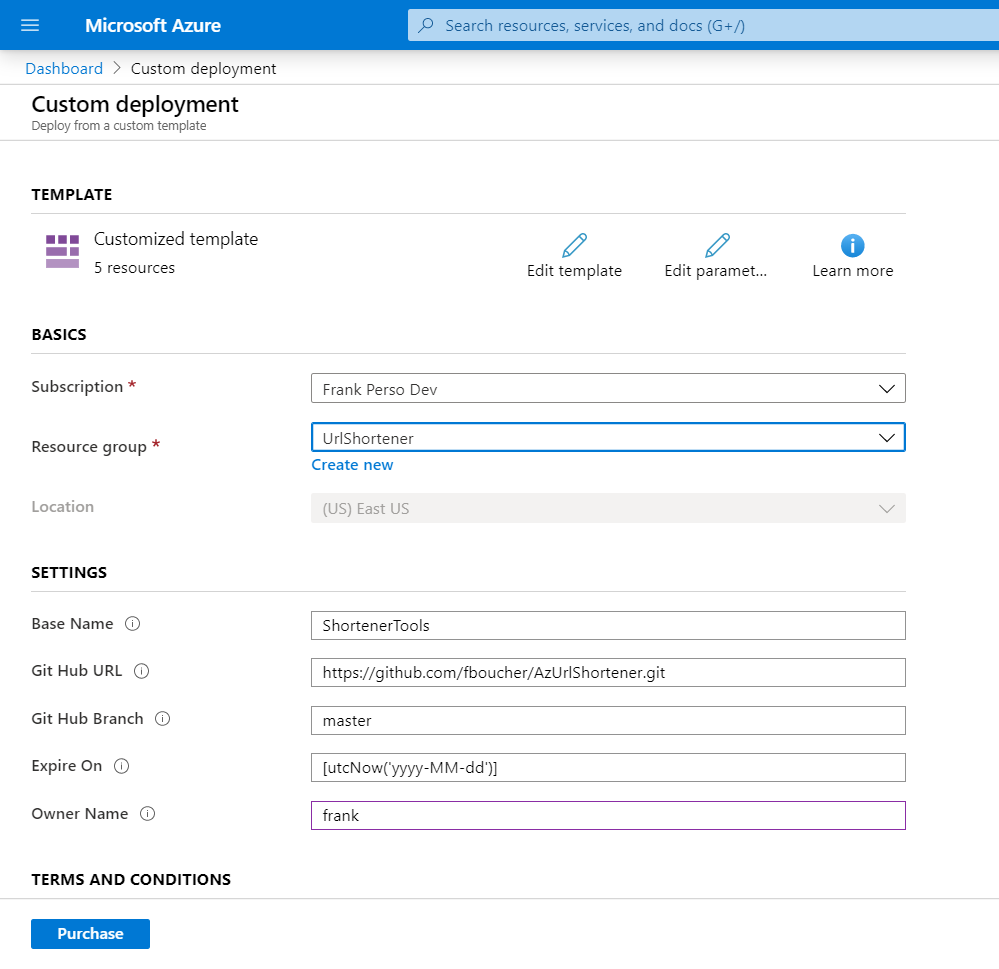 Microsoft Azure
Search resources, services, and docs (G+/)
Dashboard > Custom deployment
Custom deployment
Deploy from a custom template
TEMPLATE
Customized template
5 resources
Edit template
Edit paramet...
Learn more
BASICS
Subscription *
Frank Perso Dev
Resource group *
UrlShortener
Create new
Location
(US) East US
SETTINGS
Base Name
ShortenerTools
Git Hub URL
https://github.com/fboucher/AzUrlShortener.git
Git Hub Branch
master
Expire On
[utcNow('yyyy-MM-dd')]
Owner Name
frank
TERMS AND CONDITIONS
Purchase